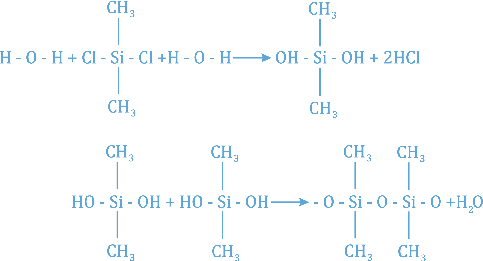 CH₃ CH₃
H - O - H + Cl - Si - Cl +H - O - H OH - Si - OH + 2HCl
CH₃ CH₃
CH₃ CH₃ CH₃ CH₃
HO - Si - OH + HO - Si - OH - O - Si - O - Si - O +H₂O
CH₃ CH₃ CH₃ CH₃